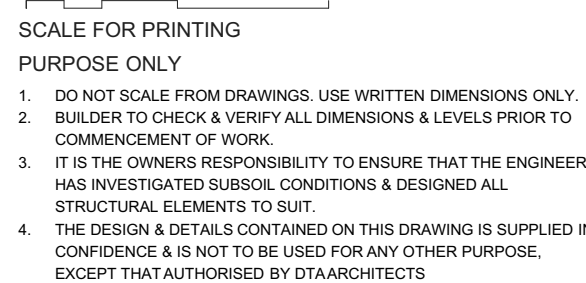 SCALE FOR PRINTING
PURPOSE ONLY
1. DO NOT SCALE FROM DRAWINGS. USE WRITTEN DIMENSIONS ONLY.
2. BUILDER TO CHECK & VERIFY ALL DIMENSIONS & LEVELS PRIOR TO
COMMENCEMENT OF WORK.
3. IT IS THE OWNERS RESPONSIBILITY TO ENSURE THAT THE ENGINEER
HAS INVESTIGATED SUBSOIL CONDITIONS & DESIGNED ALL
STRUCTURAL ELEMENTS TO SUIT.
4. THE DESIGN & DETAILS CONTAINED ON THIS DRAWING IS SUPPLIED IN
CONFIDENCE & IS NOT TO BE USED FOR ANY OTHER PURPOSE,
EXCEPT THAT AUTHORISED BY DTA ARCHITECTS